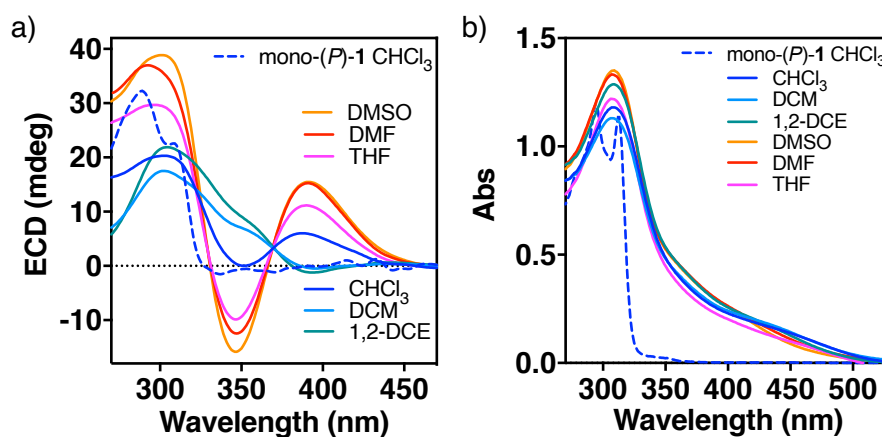 a)
mono-(P)-1 CHCl3
DMSO
DMF
THF
CHCl3
DCM
1,2-DCE
40
30
20
10
0
-10
ECD (mdeg)
300
350
400
450
Wavelength (nm)
b)
mono-(P)-1 CHCl3
CHCl3
DCM
1,2-DCE
DMSO
DMF
THF
1.5
1.0
0.5
0.0
Abs
300
350
400
450
500
Wavelength (nm)